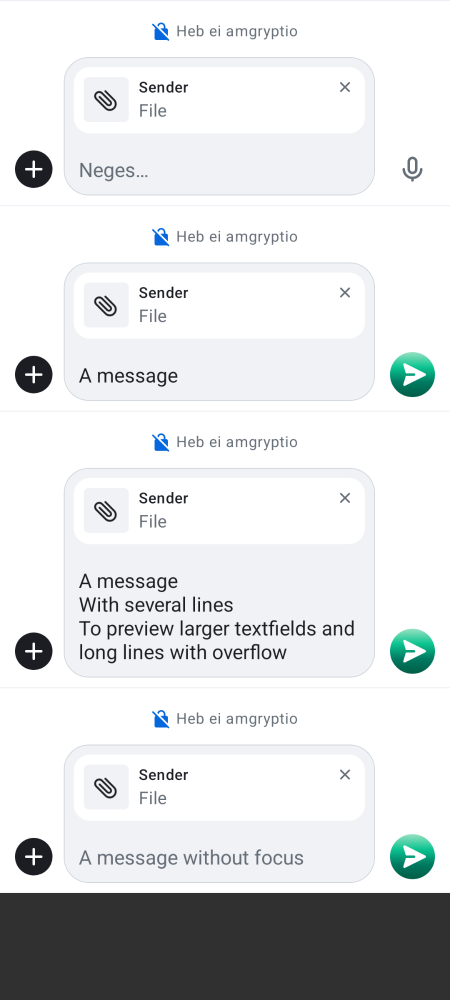 Heb ei amgryptio
Sender
File
Neges…
Heb ei amgryptio
Sender
File
A message
Heb ei amgryptio
Sender
File
A message
With several lines
To preview larger textfields and
long lines with overflow
Heb ei amgryptio
Sender
File
A message without focus